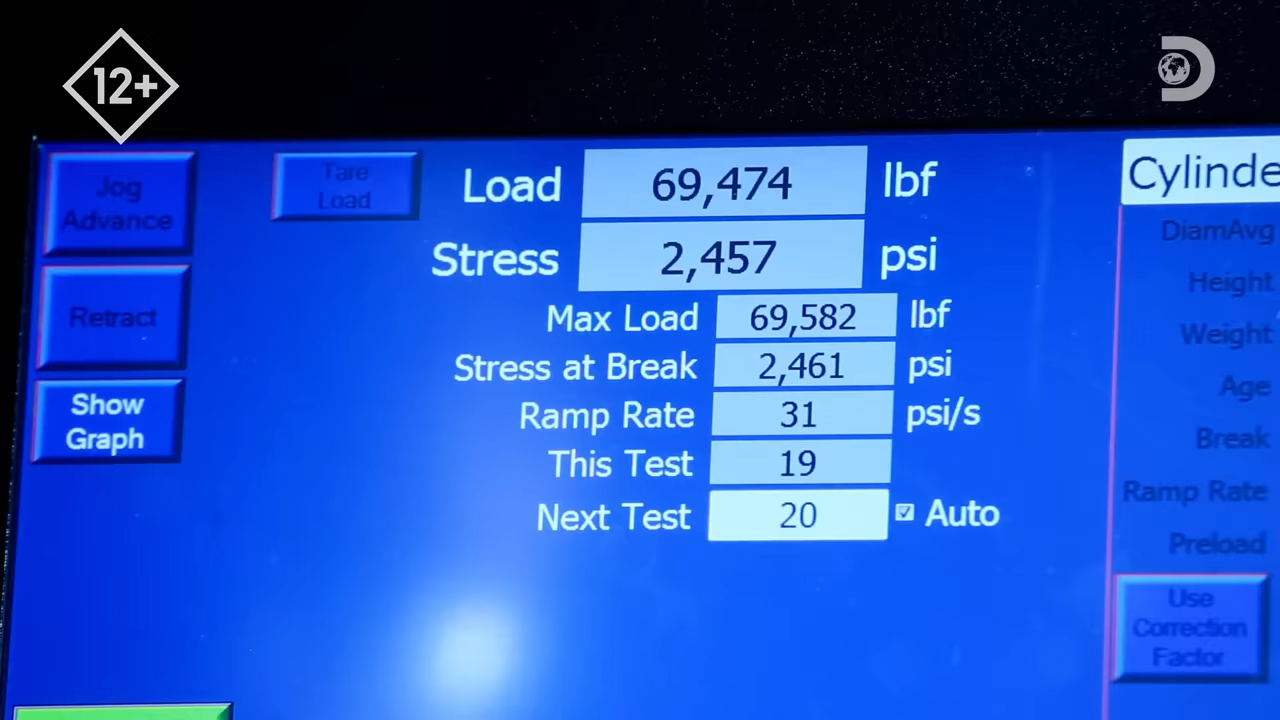 12+
Jog
Advance
Tare
Load
Load 69,474 lbf
Stress 2,457 psi
Max Load 69,582 lbf
Stress at Break 2,461 psi
Ramp Rate 31 psi/s
This Test 19
Next Test 20 Auto
Retract
Show
Graph
Cylinde
DiamAvg
Height
Weight
Age
Break
Ramp Rate
Preload
Use
Correction
Factor